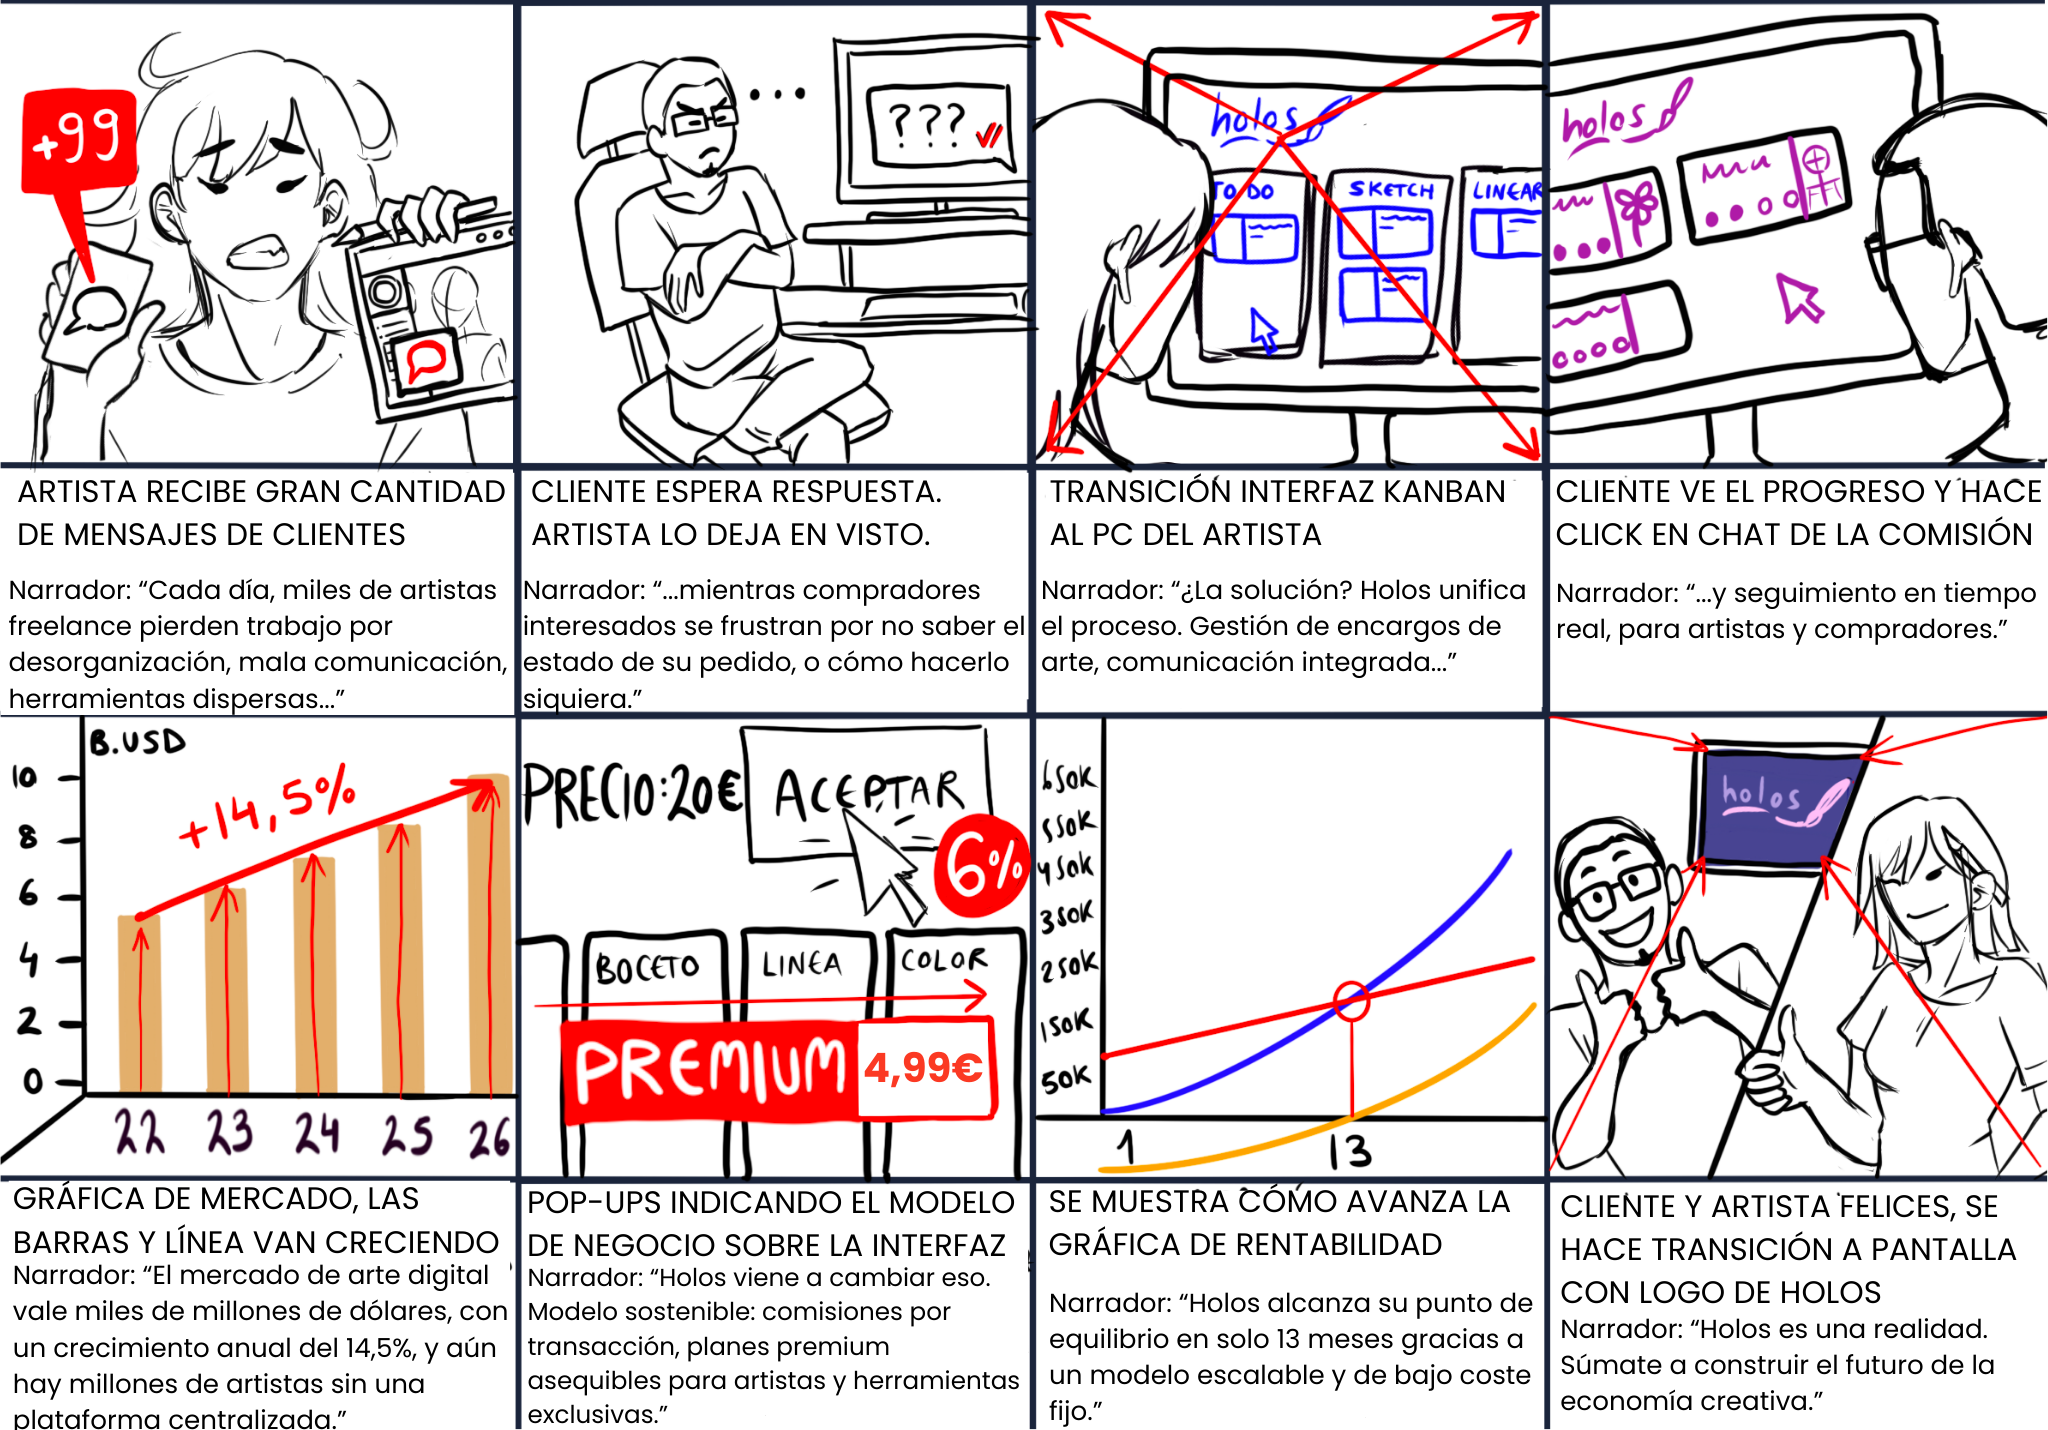 +99
???
holos
TO DO
SKETCH
LINEAR
holos
ARTISTA RECIBE GRAN CANTIDAD
DE MENSAJES DE CLIENTES
Narrador: “Cada día, miles de artistas
freelance pierden trabajo por
desorganización, mala comunicación,
herramientas dispersas...”
CLIENTE ESPERA RESPUESTA.
ARTISTA LO DEJA EN VISTO.
Narrador: “...mientras compradores
interesados se frustran por no saber el
estado de su pedido, o cómo hacerlo
siquiera.”
TRANSICIÓN INTERFAZ KANBAN
AL PC DEL ARTISTA
Narrador: “¿La solución? Holos unifica
el proceso. Gestión de encargos de
arte, comunicación integrada...”
CLIENTE VE EL PROGRESO Y HACE
CLICK EN CHAT DE LA COMISIÓN
Narrador: “...y seguimiento en tiempo
real, para artistas y compradores.”
B.USD
10
8
6
4
2
0
+14,5%
22 23 24 25 26
GRÁFICA DE MERCADO, LAS
BARRAS Y LÍNEA VAN CRECIENDO
Narrador: “El mercado de arte digital
vale miles de millones de dólares, con
un crecimiento anual del 14,5%, y aún
hay millones de artistas sin una
plataforma centralizada.”
PRECIO:20€
ACEPTAR
6%
BOCETO
LINEA
COLOR
PREMIUM
4,99€
POP-UPS INDICANDO EL MODELO
DE NEGOCIO SOBRE LA INTERFAZ
Narrador: “Holos viene a cambiar eso.
Modelo sostenible: comisiones por
transacción, planes premium
asequibles para artistas y herramientas
exclusivas.”
650K
550K
450K
350K
250K
150K
50K
1 13
SE MUESTRA CÓMO AVANZA LA
GRÁFICA DE RENTABILIDAD
Narrador: “Holos alcanza su punto de
equilibrio en solo 13 meses gracias a
un modelo escalable y de bajo coste
fijo.”
holos
CLIENTE Y ARTISTA FELICES, SE
HACE TRANSICIÓN A PANTALLA
CON LOGO DE HOLOS
Narrador: “Holos es una realidad.
Súmate a construir el futuro de la
economía creativa.”